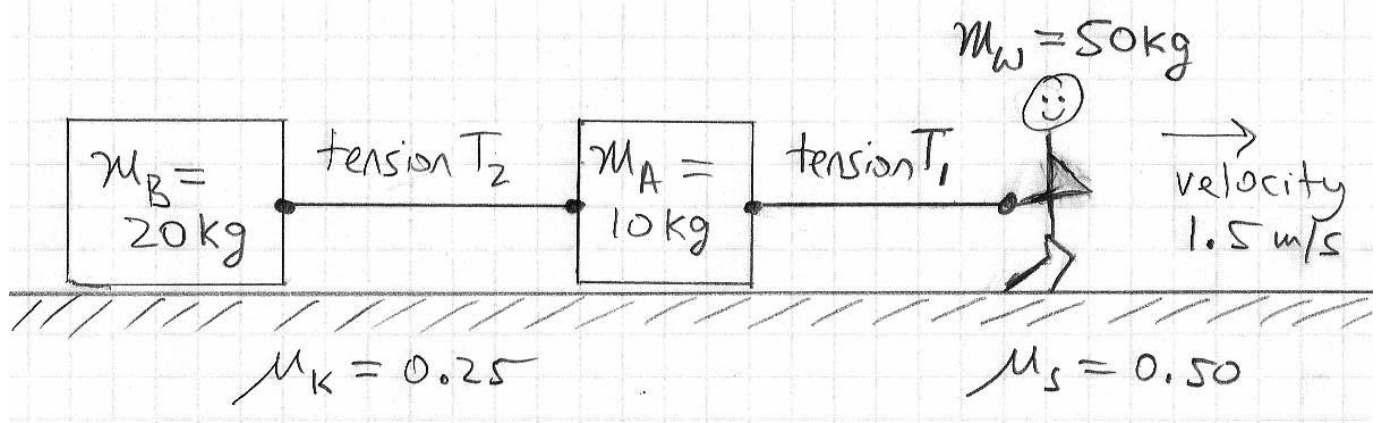 m_W = 50kg
m_B =
20kg
tension T_2
m_A =
10kg
tension T_1
velocity
1.5 m/s
μ_K = 0.25
μ_S = 0.50